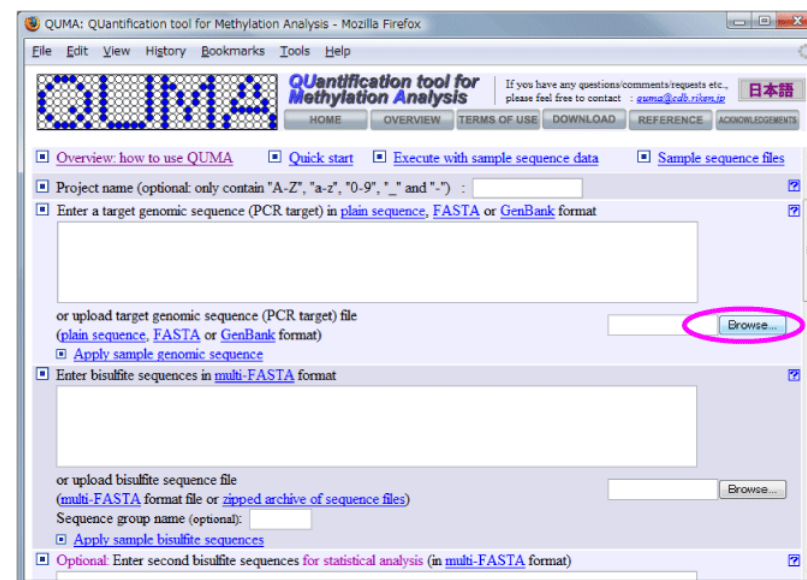 QUMA: QUantification tool for Methylation Analysis - Mozilla Firefox
File Edit View History Bookmarks Tools Help
QUMA
QUantification tool for
Methylation Analysis
If you have any questions/comments/requests etc.,
please feel free to contact : quma@cdb.riken.jp
日本語
HOME OVERVIEW TERMS OF USE DOWNLOAD REFERENCE ACKNOWLEDGEMENTS
Overview: how to use QUMA Quick start Execute with sample sequence data Sample sequence files
Project name (optional: only contain "A-Z", "a-z", "0-9", "_" and "-") : ?
Enter a target genomic sequence (PCR target) in plain sequence, FASTA or GenBank format ?
or upload target genomic sequence (PCR target) file
(plain sequence, FASTA or GenBank format)
Browse...
Apply sample genomic sequence
Enter bisulfite sequences in multi-FASTA format ?
or upload bisulfite sequence file
(multi-FASTA format file or zipped archive of sequence files)
Browse...
Sequence group name (optional):
Apply sample bisulfite sequences
Optional: Enter second bisulfite sequences for statistical analysis (in multi-FASTA format) ?